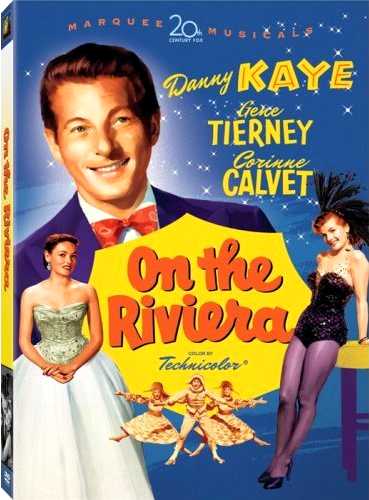 MARQUEE MUSICALS
20th
CENTURY FOX
Danny KAYE
Gene
TIERNEY
Corinne
CALVET
On the
Riviera
COLOR BY
Technicolor®
On the Riviera